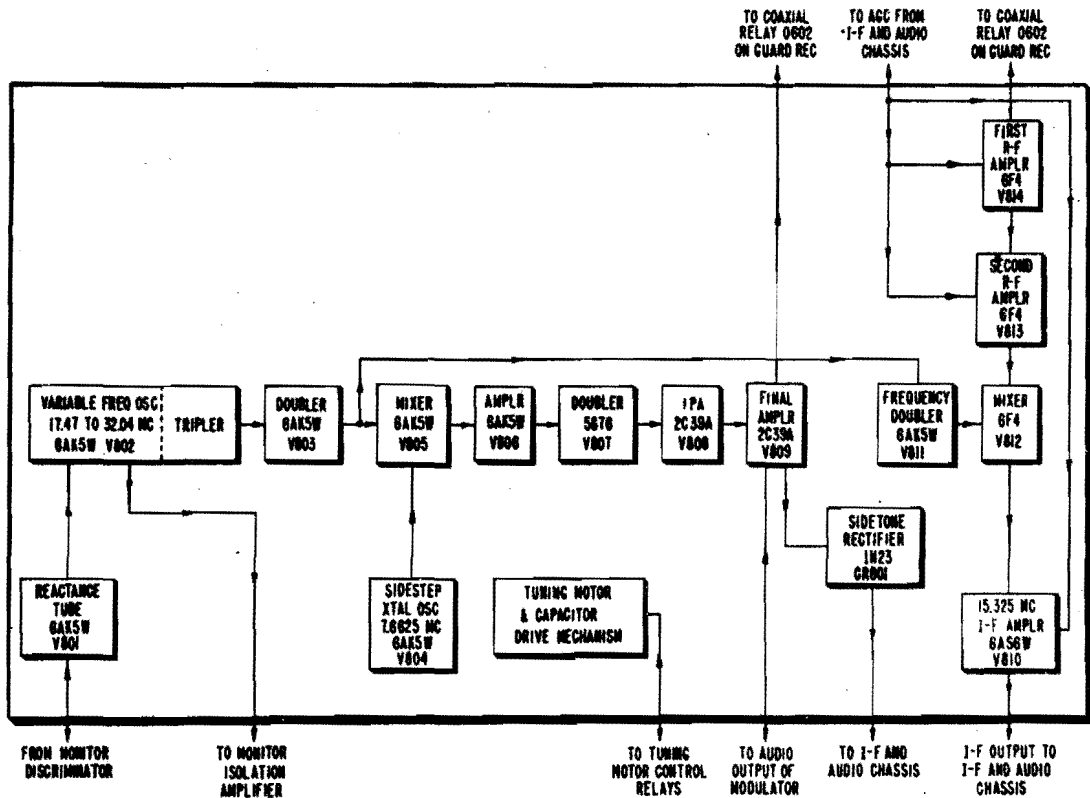 TO COAXIAL
RELAY O602
ON GUARD REC
TO AGC FROM
I-F AND AUDIO
CHASSIS
TO COAXIAL
RELAY O602
ON GUARD REC
FIRST
R-F
AMPLR
6F4
V814
SECOND
R-F
AMPLR
6F4
V813
VARIABLE FREQ OSC
17.47 TO 32.04 MC
6AK5W V802
TRIPLER
DOUBLER
6AK5W
V803
MIXER
6AK5W
V805
AMPLR
6AK5W
V806
DOUBLER
5876
V807
IPA
2C39A
V808
FINAL
AMPLR
2C39A
V809
FREQUENCY
DOUBLER
6AK5W
V811
MIXER
6F4
V812
REACTANCE
TUBE
6AK5W
V801
SIDESTEP
XTAL OSC
7.6625 MC
6AK5W
V804
TUNING MOTOR
& CAPACITOR
DRIVE MECHANISM
SIDETONE
RECTIFIER
1N23
CR801
15.325 MC
I-F AMPLR
6AS6W
V810
FROM MONITOR
DISCRIMINATOR
TO MONITOR
ISOLATION
AMPLIFIER
TO TUNING
MOTOR CONTROL
RELAYS
TO AUDIO
OUTPUT OF
MODULATOR
TO I-F AND
AUDIO CHASSIS
I-F OUTPUT TO
I-F AND AUDIO
CHASSIS